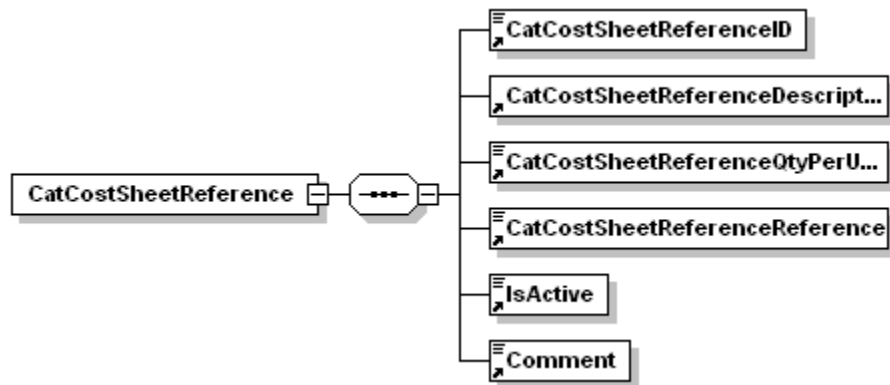 CatCostSheetReferenceID
CatCostSheetReferenceDescript...
CatCostSheetReferenceQtyPerU...
CatCostSheetReference
CatCostSheetReferenceReference
IsActive
Comment